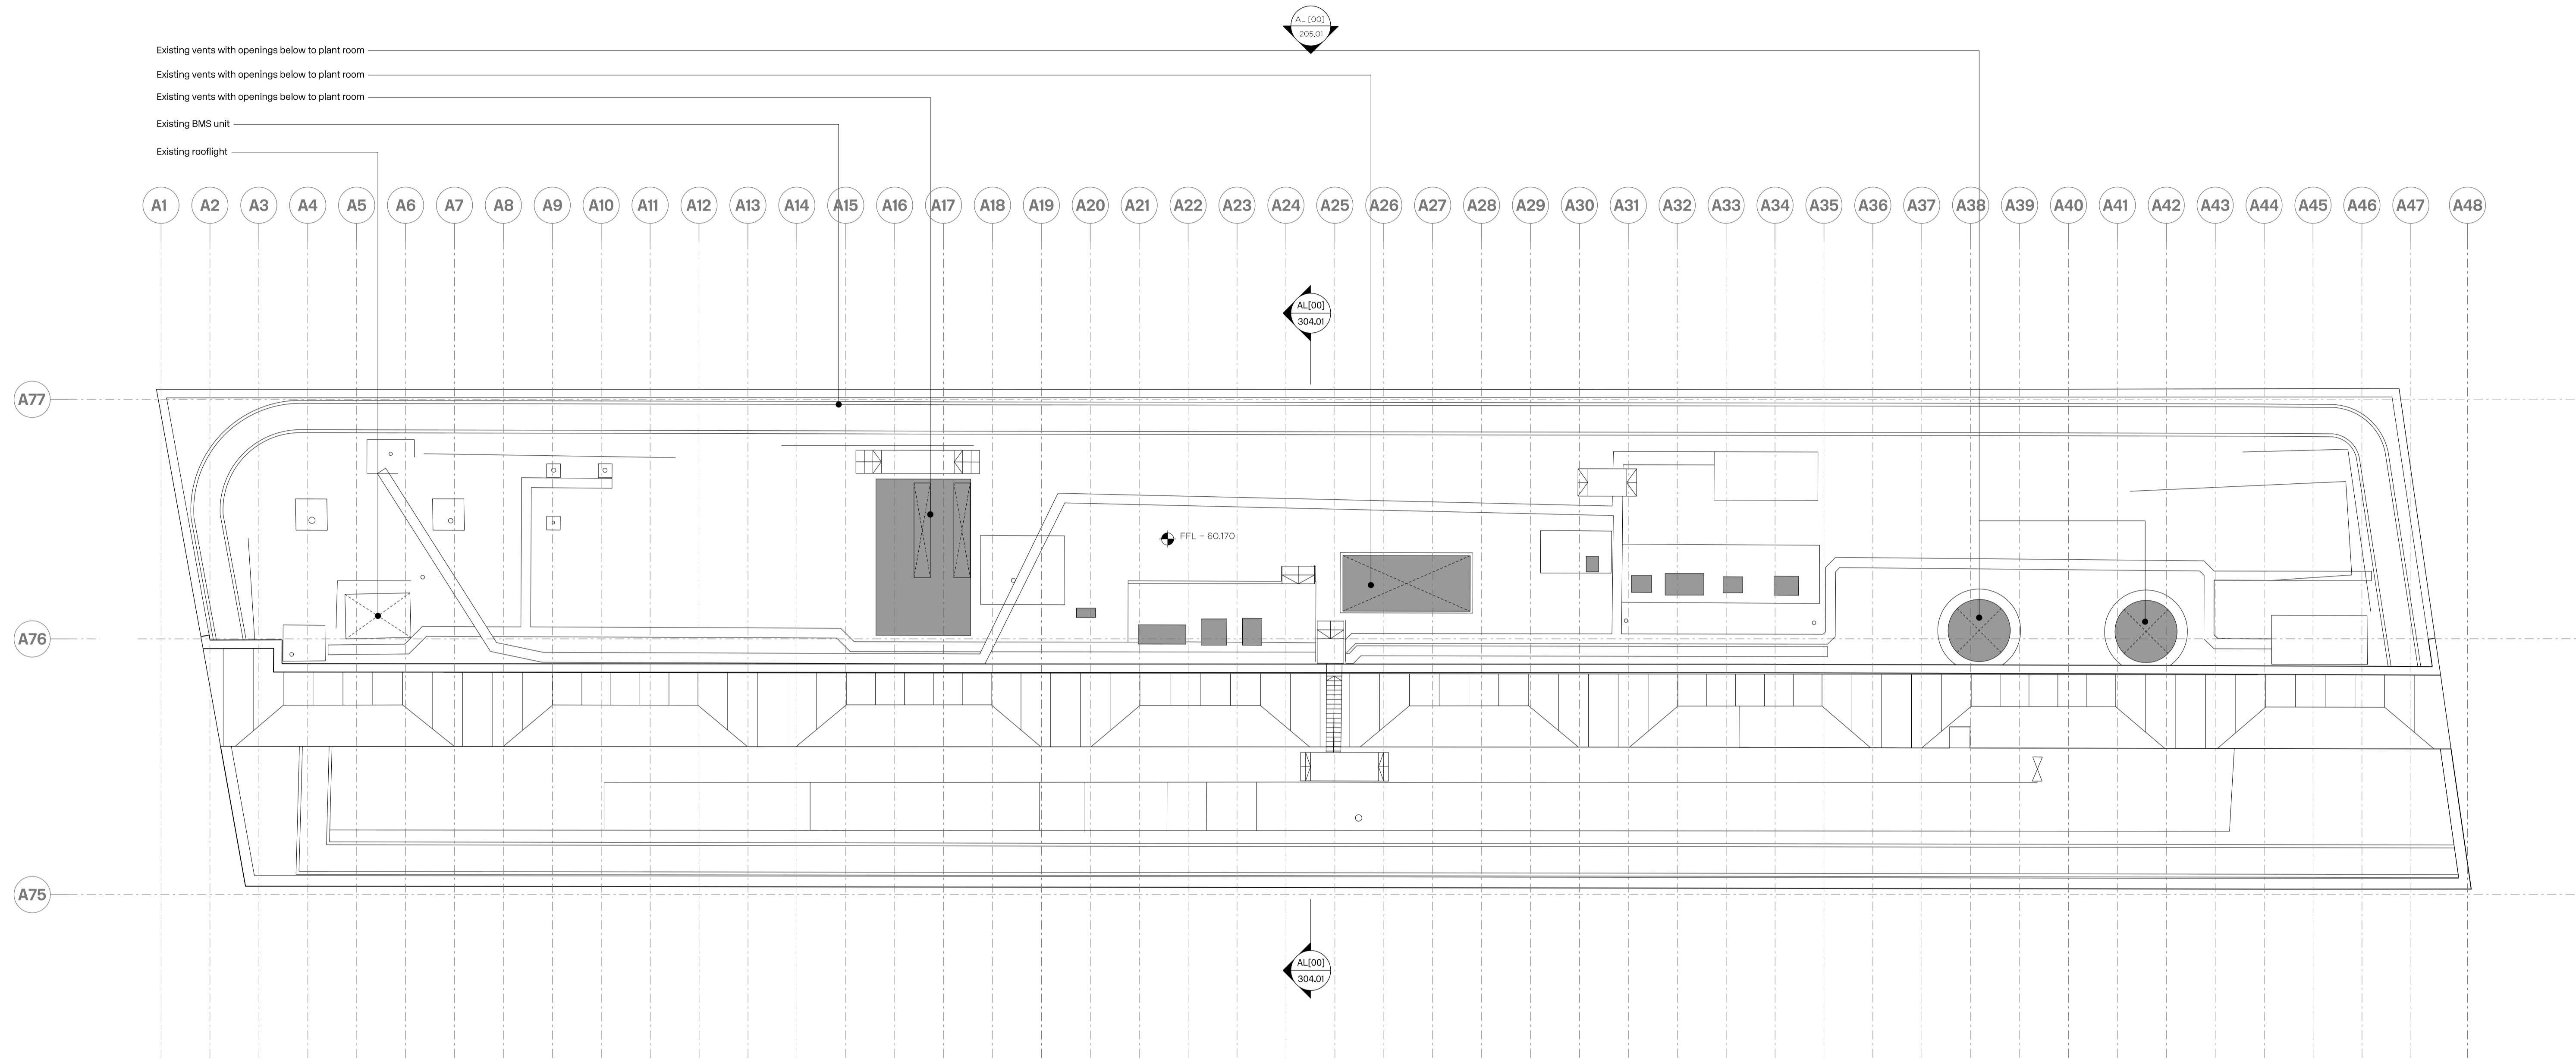 AL [00]
205.01
Existing vents with openings below to plant room
Existing vents with openings below to plant room
Existing vents with openings below to plant room
Existing BMS unit
Existing rooflight
A1 A2 A3 A4 A5 A6 A7 A8 A9 A10 A11 A12 A13 A14 A15 A16 A17 A18 A19 A20 A21 A22 A23 A24 A25 A26 A27 A28 A29 A30 A31 A32 A33 A34 A35 A36 A37 A38 A39 A40 A41 A42 A43 A44 A45 A46 A47 A48
AL[00]
304.01
A77
FFL + 60,170
A76
A75
AL[00]
304.01